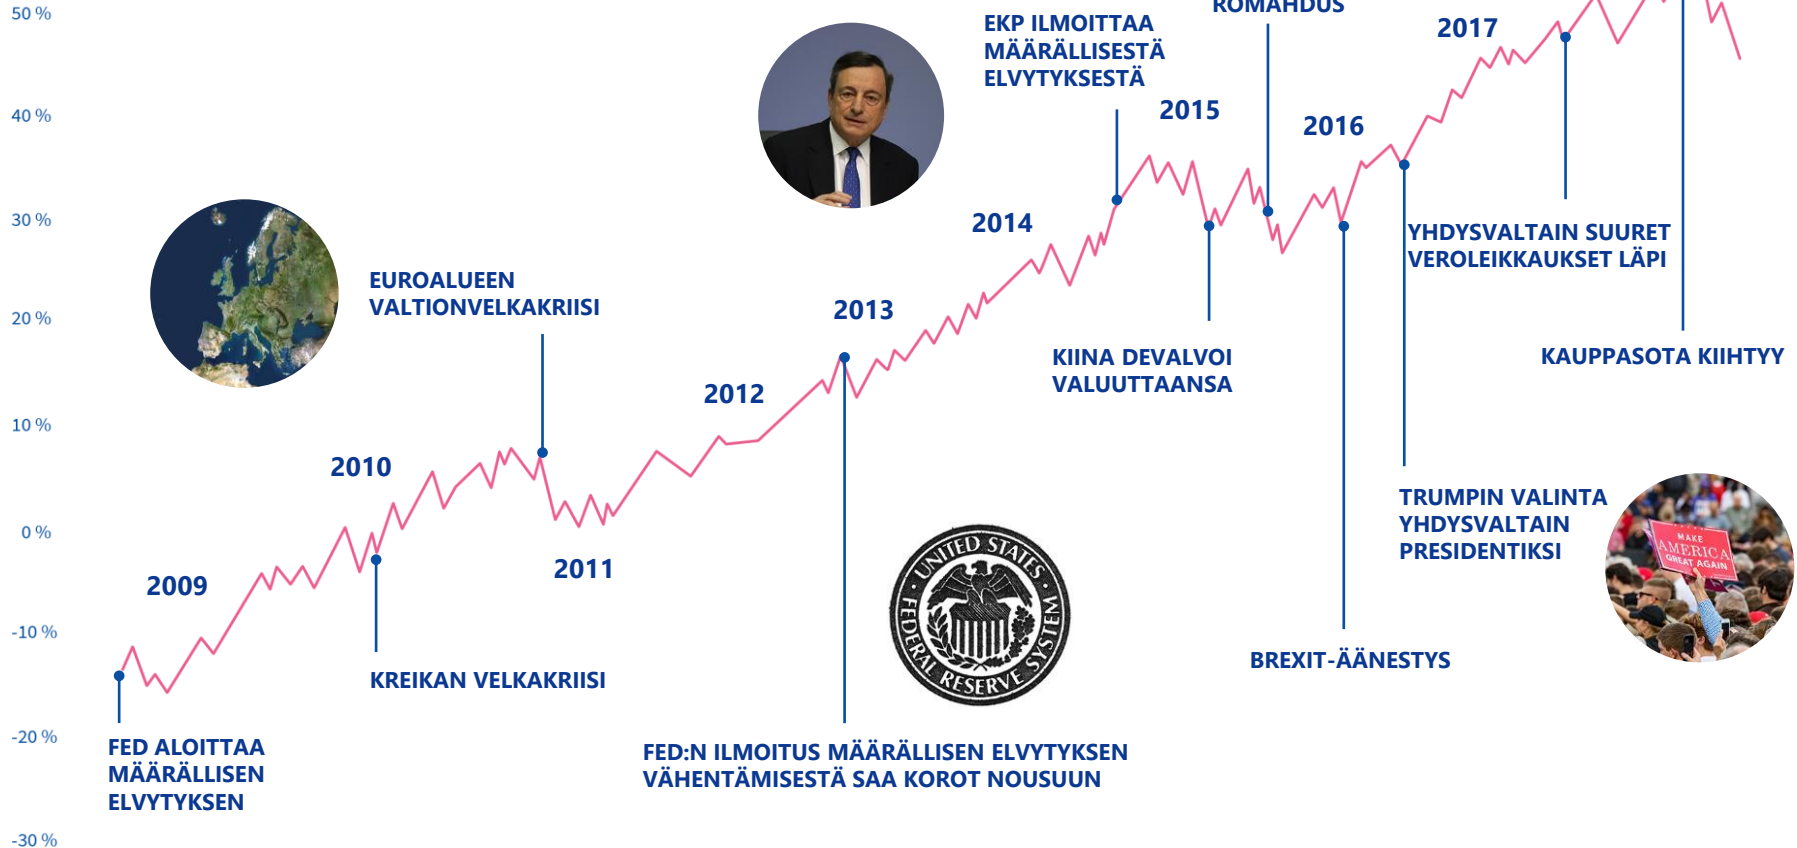 50 %
40 %
30 %
20 %
10 %
0 %
-10 %
-20 %
-30 %
FED ALOITTAA
MÄÄRÄLLISEN
ELVYTYKSEN
2009
2010
KREIKAN VELKAKRIISI
EUROALUEEN
VALTIONVELKAKRIISI
2011
2012
2013
FED:N ILMOITUS MÄÄRÄLLISEN ELVYTYKSEN
VÄHENTÄMISESTÄ SAA KOROT NOUSUUN
UNITED STATES
FEDERAL RESERVE SYSTEM
2014
EKP ILMOITTAA
MÄÄRÄLLISESTÄ
ELVYTYKSESTÄ
2015
KIINA DEVALVOI
VALUUTTAANSA
ROMAHDUS
2016
BREXIT-ÄÄNESTYS
TRUMPIN VALINTA
YHDYSVALTAIN
PRESIDENTIKSI
MAKE
AMERICA
GREAT AGAIN
2017
YHDYSVALTAIN SUURET
VEROLEIKKAUKSET LÄPI
KAUPPASOTA KIIHTYY